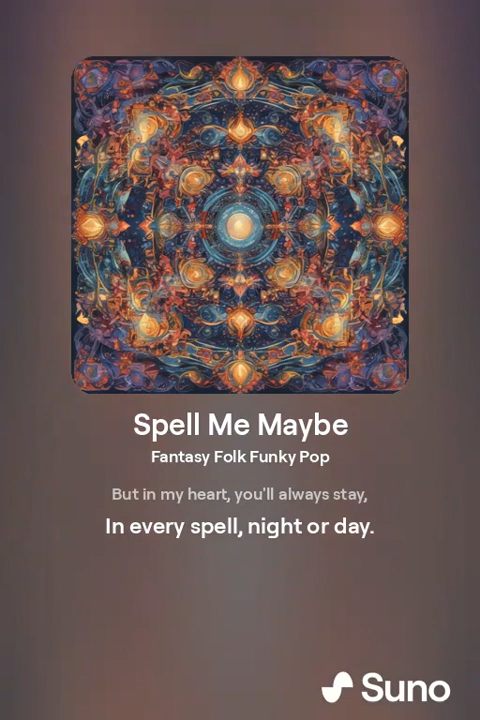 Spell Me Maybe
Fantasy Folk Funky Pop
But in my heart, you'll always stay,
In every spell, night or day.
Suno